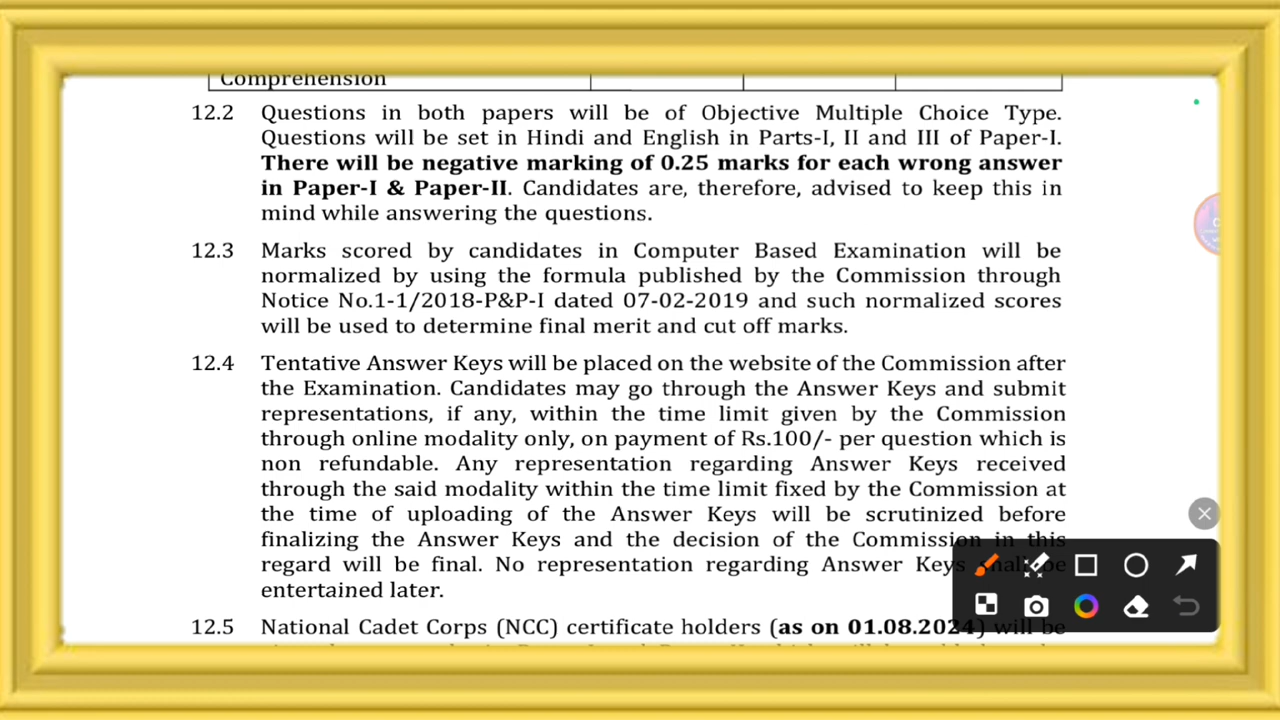 Comprehension
12.2 Questions in both papers will be of Objective Multiple Choice Type.
Questions will be set in Hindi and English in Parts-I, II and III of Paper-I.
There will be negative marking of 0.25 marks for each wrong answer
in Paper-I & Paper-II. Candidates are, therefore, advised to keep this in
mind while answering the questions.
12.3 Marks scored by candidates in Computer Based Examination will be
normalized by using the formula published by the Commission through
Notice No.1-1/2018-P&P-I dated 07-02-2019 and such normalized scores
will be used to determine final merit and cut off marks.
12.4 Tentative Answer Keys will be placed on the website of the Commission after
the Examination. Candidates may go through the Answer Keys and submit
representations, if any, within the time limit given by the Commission
through online modality only, on payment of Rs.100/- per question which is
non refundable. Any representation regarding Answer Keys received
through the said modality within the time limit fixed by the Commission at
the time of uploading of the Answer Keys will be scrutinized before
finalizing the Answer Keys and the decision of the Commission in this
regard will be final. No representation regarding Answer Keys shall be
entertained later.
12.5 National Cadet Corps (NCC) certificate holders (as on 01.08.2024) will be